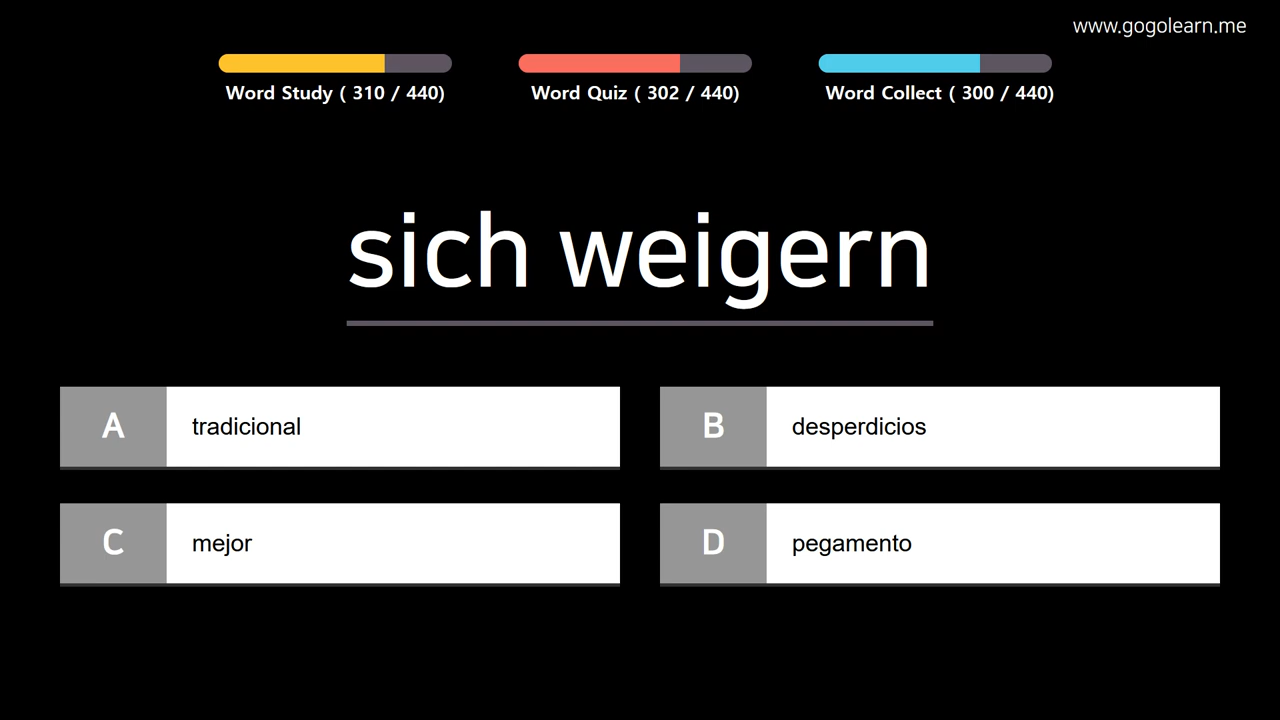 www.gogolearn.me
Word Study ( 310 / 440)
Word Quiz ( 302 / 440)
Word Collect ( 300 / 440)
sich weigern
A tradicional
B desperdicios
C mejor
D pegamento